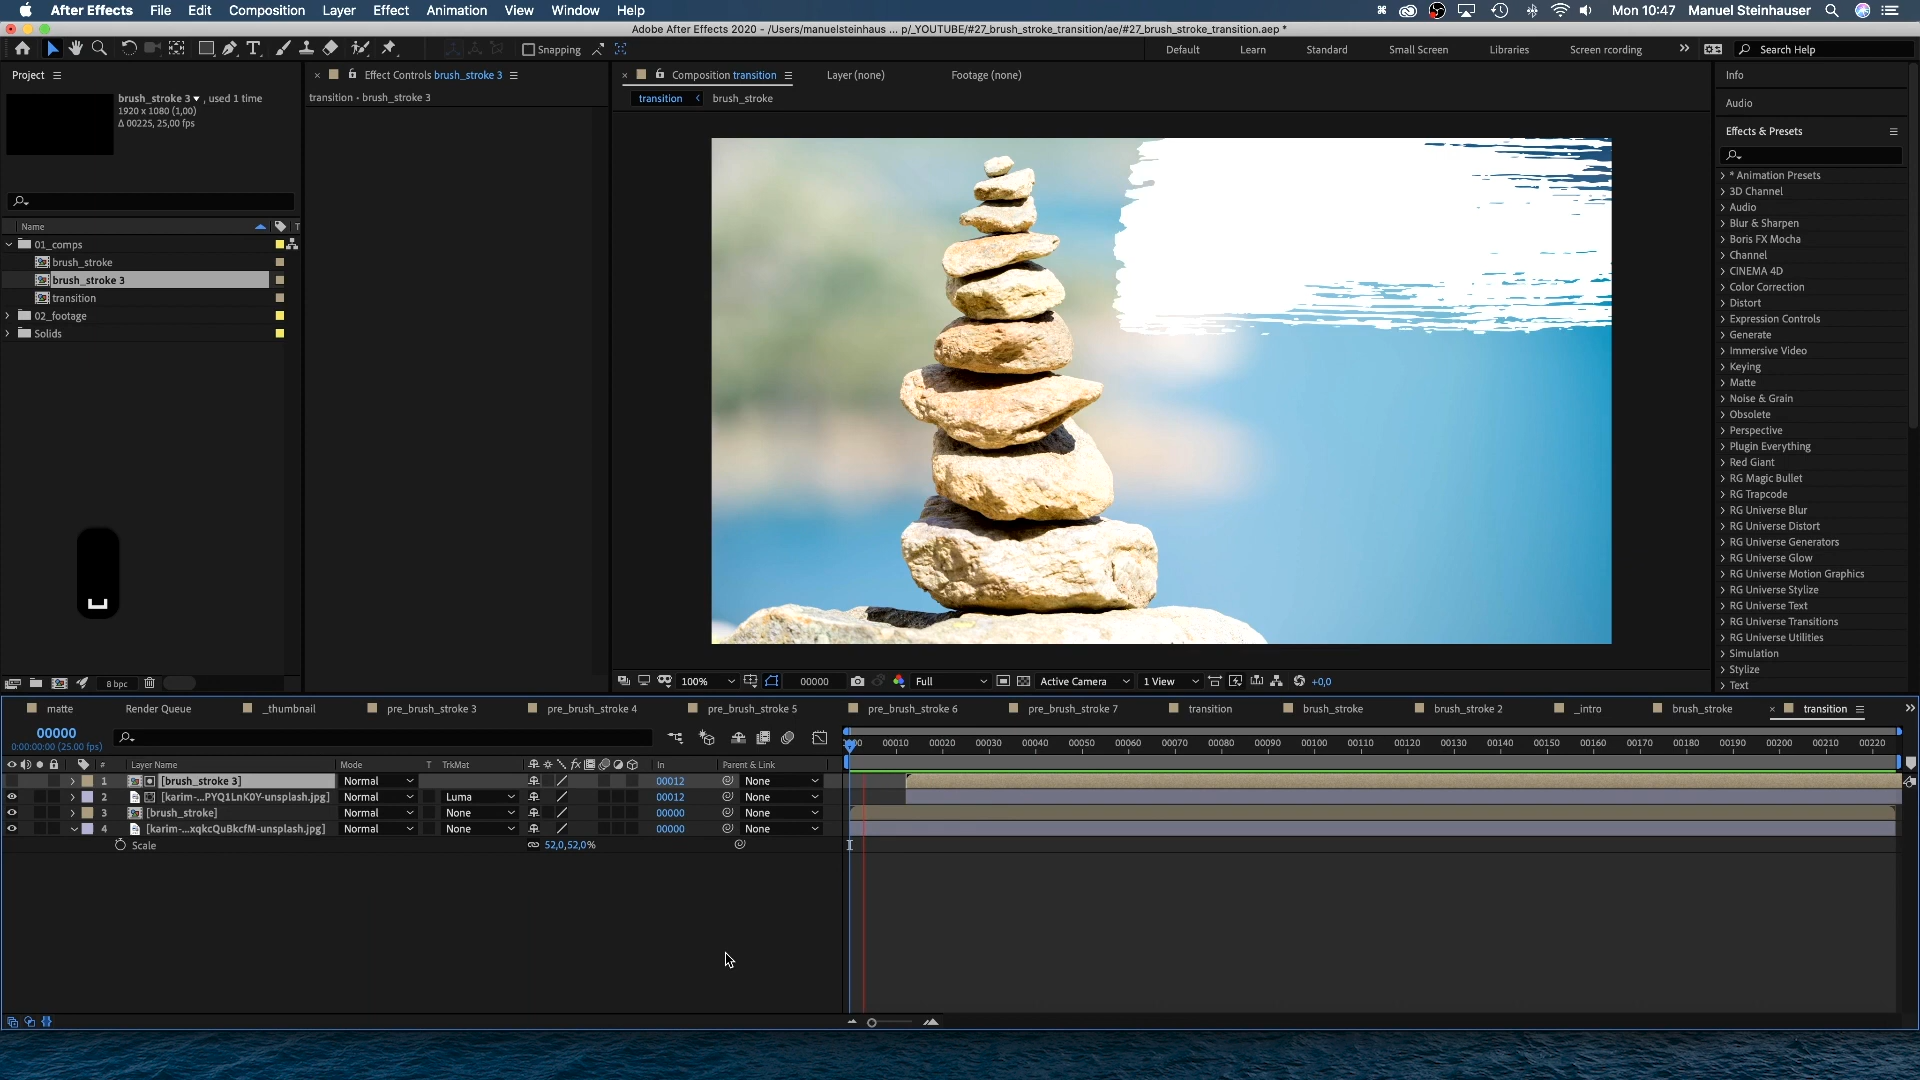 After Effects File Edit Composition Layer Effect Animation View Window Help Mon 10:47 Manuel Steinhauser
Adobe After Effects 2020 - /Users/manuelsteinhaus ... p/_YOUTUBE/#27_brush_stroke_transition/ae/#27_brush_stroke_transition.aep *
Snapping Default Learn Standard Small Screen Libraries Screen rcording Search Help
Project Effect Controls brush_stroke 3 Composition transition Layer (none) Footage (none) Info
transition • brush_stroke 3 transition brush_stroke
brush_stroke 3 , used 1 time
1920 x 1080 (1,00)
Δ 00225, 25,00 fps
Audio
Effects & Presets
* Animation Presets
3D Channel
Audio
Blur & Sharpen
Boris FX Mocha
Channel
CINEMA 4D
Color Correction
Distort
Expression Controls
Generate
Immersive Video
Keying
Matte
Noise & Grain
Obsolete
Perspective
Plugin Everything
Red Giant
RG Magic Bullet
RG Trapcode
RG Universe Blur
RG Universe Distort
RG Universe Generators
RG Universe Glow
RG Universe Motion Graphics
RG Universe Stylize
RG Universe Text
RG Universe Transitions
RG Universe Utilities
Simulation
Stylize
Text
Name T
01_comps
brush_stroke
brush_stroke 3
transition
02_footage
Solids
8 bpc 100% 00000 Full Active Camera 1 View +0,0
matte Render Queue _thumbnail pre_brush_stroke 3 pre_brush_stroke 4 pre_brush_stroke 5 pre_brush_stroke 6 pre_brush_stroke 7 transition brush_stroke brush_stroke 2 _intro brush_stroke transition
00000
0:00:00:00 (25.00 fps)
00 00010 00020 00030 00040 00050 00060 00070 00080 00090 00100 00110 00120 00130 00140 00150 00160 00170 00180 00190 00200 00210 00220
# Layer Name Mode T TrkMat fx In Parent & Link
1 [brush_stroke 3] Normal 00012 None
2 [karim-...PYQ1LnK0Y-unsplash.jpg] Normal Luma 00012 None
3 [brush_stroke] Normal None 00000 None
4 [karim-...xqkcQuBkcfM-unsplash.jpg] Normal None 00000 None
Scale 52,0,52,0%